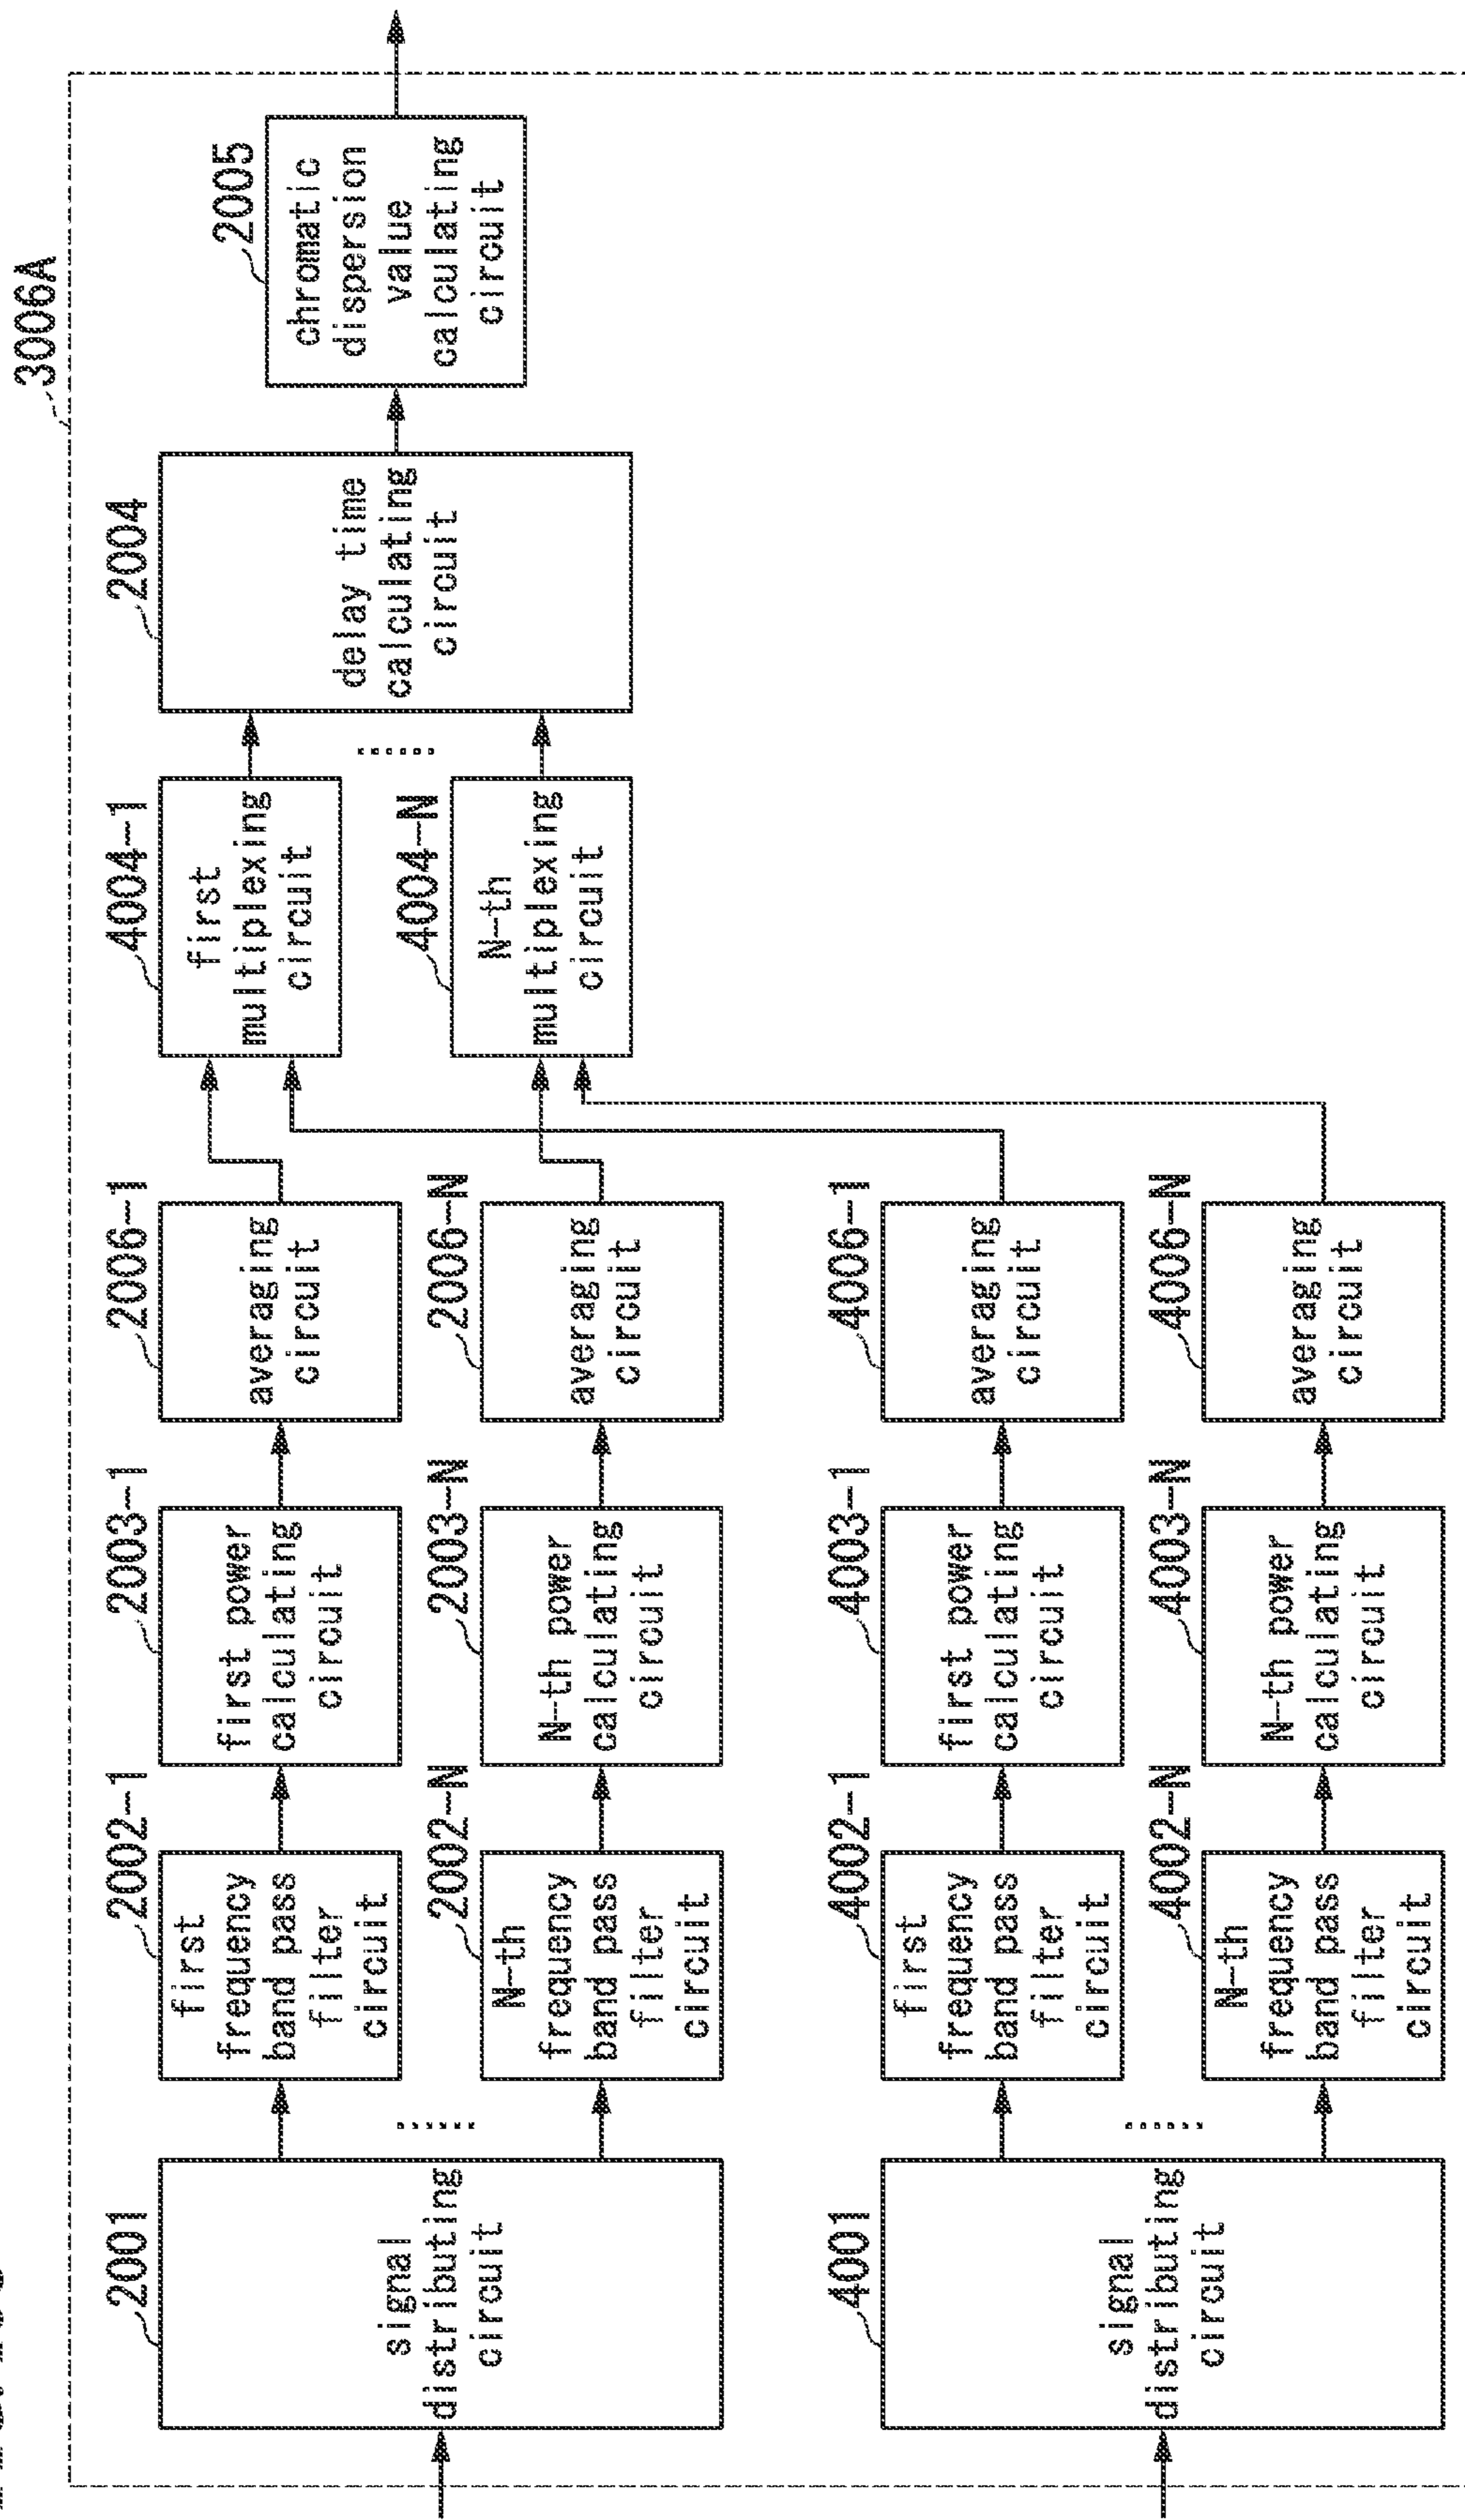 3006A
2001
signal
distributing
circuit
2002-1
first
frequency
band pass
filter
circuit
2003-1
first power
calculating
circuit
2006-1
averaging
circuit
4004-1
first
multiplexing
circuit
2004
delay time
calculating
circuit
2005
chromatic
dispersion
value
calculating
circuit
2002-N
N-th
frequency
band pass
filter
circuit
2003-N
N-th power
calculating
circuit
2006-N
averaging
circuit
4004-N
N-th
multiplexing
circuit
4001
signal
distributing
circuit
4002-1
first
frequency
band pass
filter
circuit
4003-1
first power
calculating
circuit
4006-1
averaging
circuit
4002-N
N-th
frequency
band pass
filter
circuit
4003-N
N-th power
calculating
circuit
4006-N
averaging
circuit